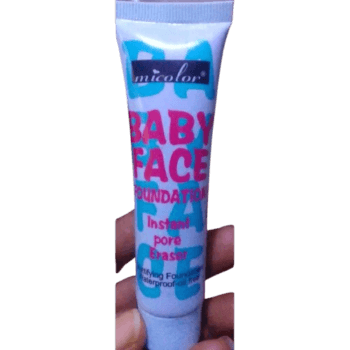 micolor®
BABY
FACE
FOUNDATION
Instant
pore
Eraser